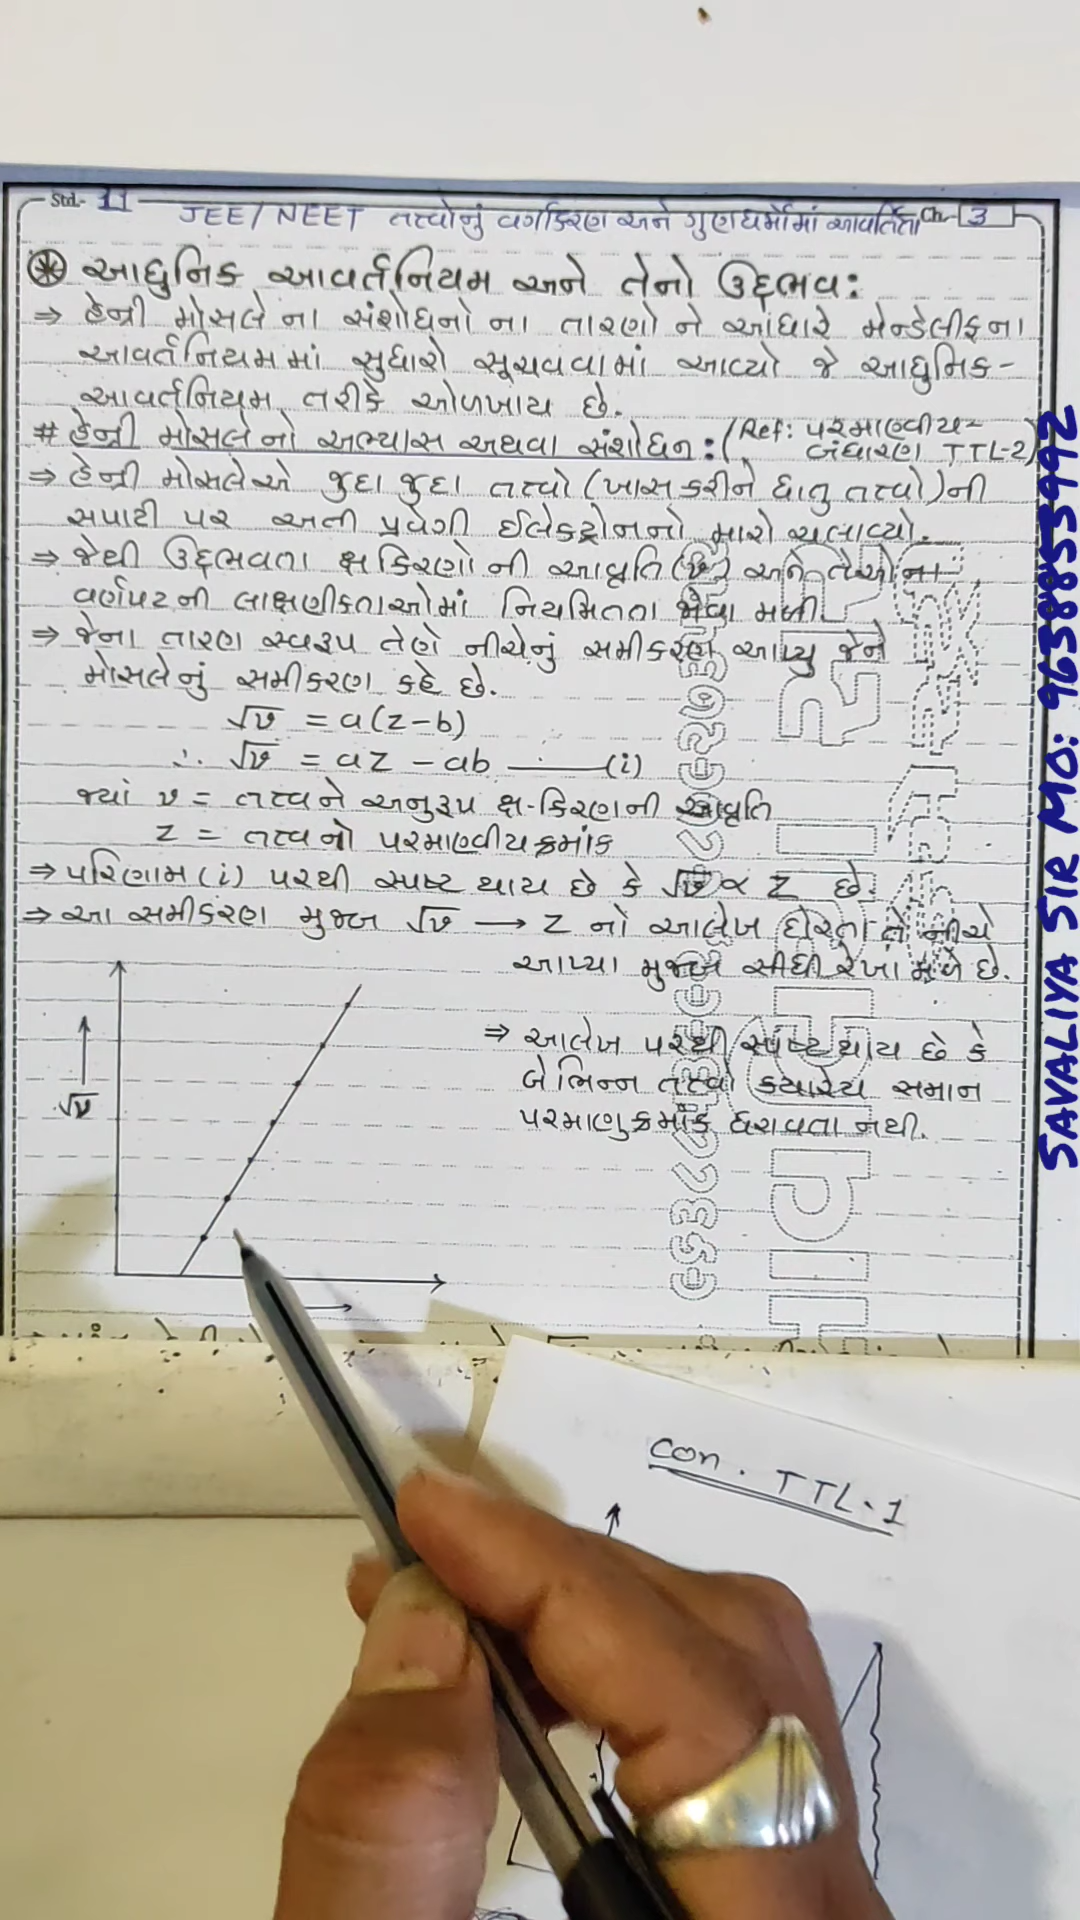 Std.- 11
JEE/NEET તત્વોનું વર્ગીકરણ અને ગુણધર્મોમાં આવર્તિતા Ch- 3
આધુનિક આવર્તનિયમ અને તેનો ઉદ્દભવ:
⇒ હેન્રી મોસલે ના સંશોધનો ના તારણો ને આધારે મેન્ડેલીફના
આવર્તનિયમમાં સુધારો સૂચવવામાં આવ્યો જે આધુનિક-
આવર્તનિયમ તરીકે ઓળખાય છે.
# હેન્રી મોસલેનો અભ્યાસ અથવા સંશોધન: (Ref: પરમાણ્વીય-
બંધારણ TTL-2)
⇒ હેન્રી મોસલેએ જુદા જુદા તત્વો (ખાસ કરીને ધાતુ તત્વો)ની
સપાટી પર અતી પ્રવેગી ઈલેક્ટ્રોનનો મારો ચલાવ્યો.
⇒ જેથી ઉદ્દભવતા ક્ષ કિરણો ની આવૃતિ અને તેઓના
વર્ણપટની લાક્ષણીકતાઓમાં નિયમિતતા જોવા મળી.
⇒ જેના તારણ સ્વરૂપ તેણે નીચેનું સમીકરણ આપ્યુ જેને
મોસલેનું સમીકરણ કહે છે.
√ν = a(z-b)
∴ √ν = az - ab ——(i)
જ્યાં ν = તત્વને અનુરૂપ ક્ષ-કિરણની આવૃતિ
z = તત્વનો પરમાણ્વીય ક્રમાંક
⇒ પરિણામ (i) પરથી સ્પષ્ટ થાય છે કે √ν ∝ z છે.
⇒ આ સમીકરણ મુજબ √ν → z નો આલેખ દોરતા તે નીચે
આપ્યા મુજબ સીધી રેખા મળે છે.
⇒ આલેખ પરથી સ્પષ્ટ થાય છે કે
બે ભિન્ન તત્વો ક્યારેય સમાન
પરમાણુક્રમાંક ધરાવતા નથી.
√ν
SAVALIYA SIR MO: 9638853992
Con. TTL-1